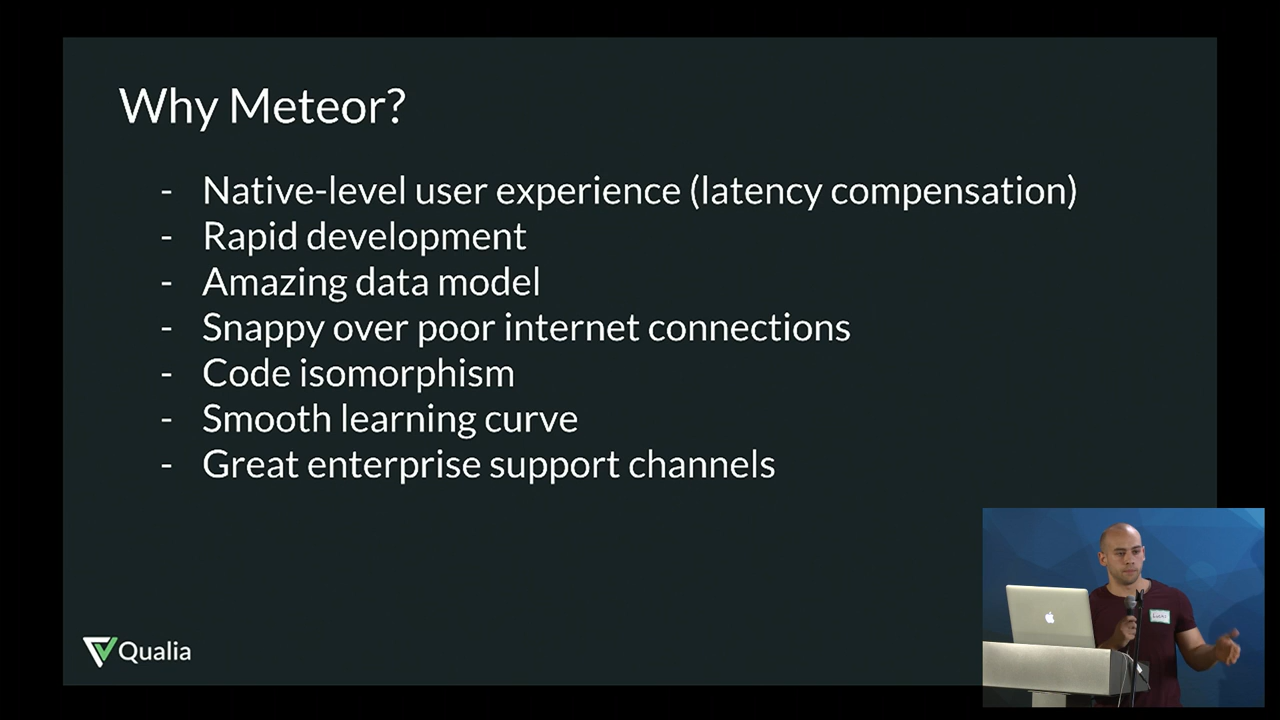 Why Meteor?
- Native-level user experience (latency compensation)
- Rapid development
- Amazing data model
- Snappy over poor internet connections
- Code isomorphism
- Smooth learning curve
- Great enterprise support channels
Qualia